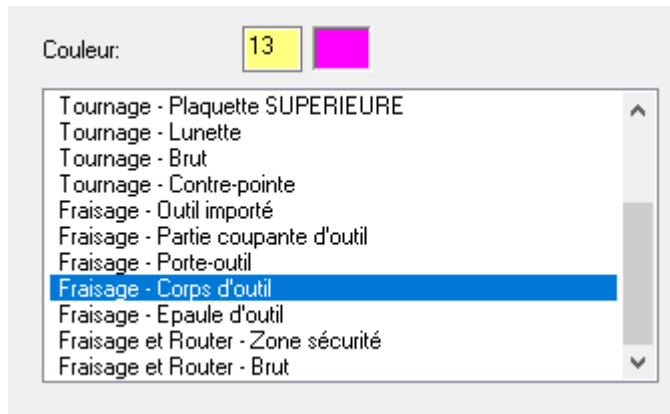 Couleur: 13
Tournage - Plaquette SUPERIEURE
Tournage - Lunette
Tournage - Brut
Tournage - Contre-pointe
Fraisage - Outil importé
Fraisage - Partie coupante d'outil
Fraisage - Porte-outil
Fraisage - Corps d'outil
Fraisage - Epaule d'outil
Fraisage et Router - Zone sécurité
Fraisage et Router - Brut